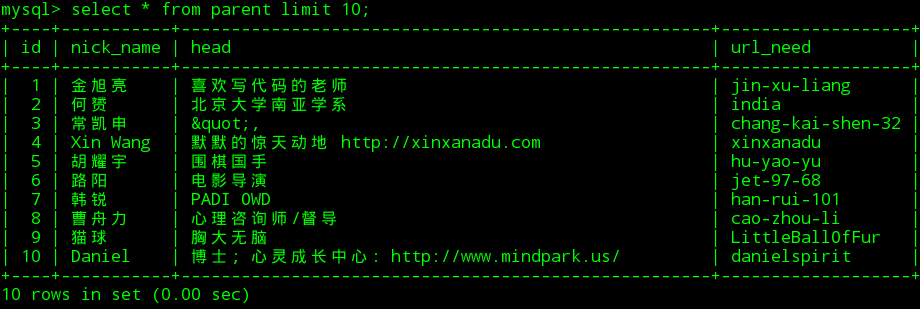 mysql> select * from parent limit 10;
+----+-----------+-----------------------------------------------------+-------------------+
| id | nick_name | head | url_need |
+----+-----------+-----------------------------------------------------+-------------------+
| 1 | 金旭亮 | 喜欢写代码的老师 | jin-xu-liang |
| 2 | 何赟 | 北京大学南亚学系 | india |
| 3 | 常凯申 | &quot;, | chang-kai-shen-32 |
| 4 | Xin Wang | 默默的惊天动地 http://xinxanadu.com | xinxanadu |
| 5 | 胡耀宇 | 围棋国手 | hu-yao-yu |
| 6 | 路阳 | 电影导演 | jet-97-68 |
| 7 | 韩锐 | PADI OWD | han-rui-101 |
| 8 | 曹舟力 | 心理咨询师/督导 | cao-zhou-li |
| 9 | 猫球 | 胸大无脑 | LittleBallOfFur |
| 10 | Daniel | 博士；心灵成长中心：http://www.mindpark.us/ | danielspirit |
+----+-----------+-----------------------------------------------------+-------------------+
10 rows in set (0.00 sec)